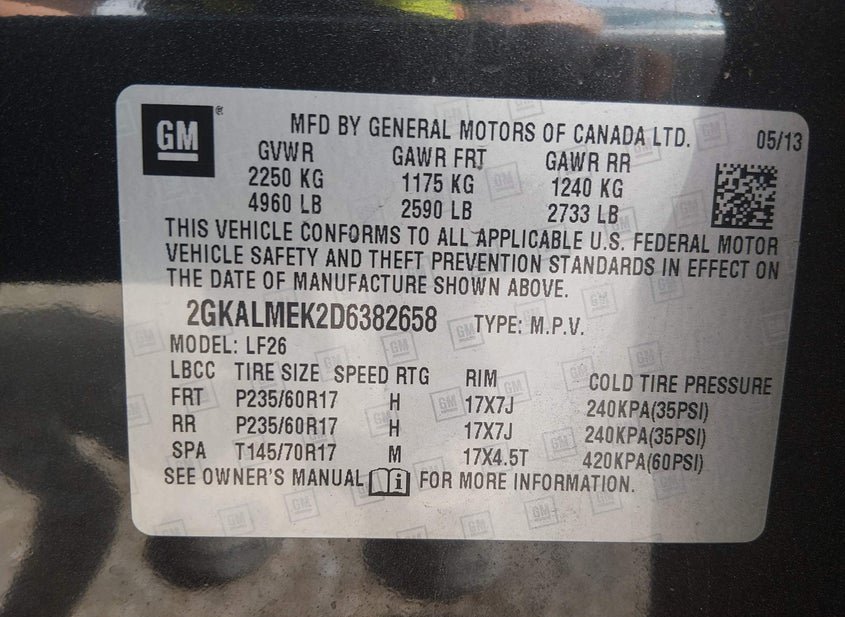 GM®
MFD BY GENERAL MOTORS OF CANADA LTD. 05/13
GVWR GAWR FRT GAWR RR
2250 KG 1175 KG 1240 KG
4960 LB 2590 LB 2733 LB
THIS VEHICLE CONFORMS TO ALL APPLICABLE U.S. FEDERAL MOTOR
VEHICLE SAFETY AND THEFT PREVENTION STANDARDS IN EFFECT ON
THE DATE OF MANUFACTURE SHOWN ABOVE.
2GKALMEK2D6382658 TYPE: M.P.V.
MODEL: LF26
LBCC TIRE SIZE SPEED RTG RIM COLD TIRE PRESSURE
FRT P235/60R17 H 17X7J 240KPA(35PSI)
RR P235/60R17 H 17X7J 240KPA(35PSI)
SPA T145/70R17 M 17X4.5T 420KPA(60PSI)
SEE OWNER'S MANUAL i FOR MORE INFORMATION.